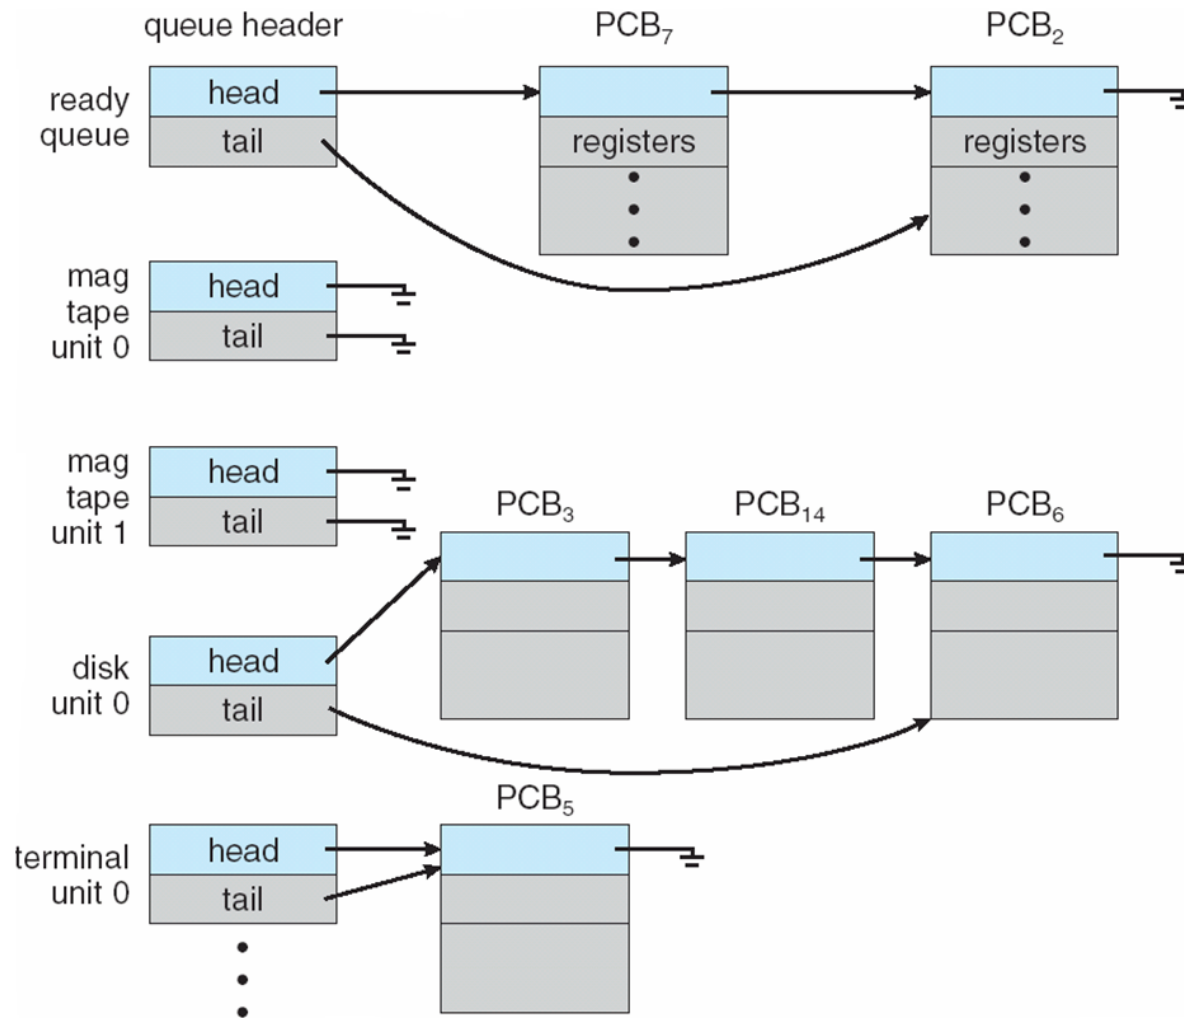 queue header
PCB7
PCB2
ready
queue
head
tail
registers
registers
mag
tape
unit 0
head
tail
mag
tape
unit 1
head
tail
PCB3
PCB14
PCB6
disk
unit 0
head
tail
PCB5
terminal
unit 0
head
tail